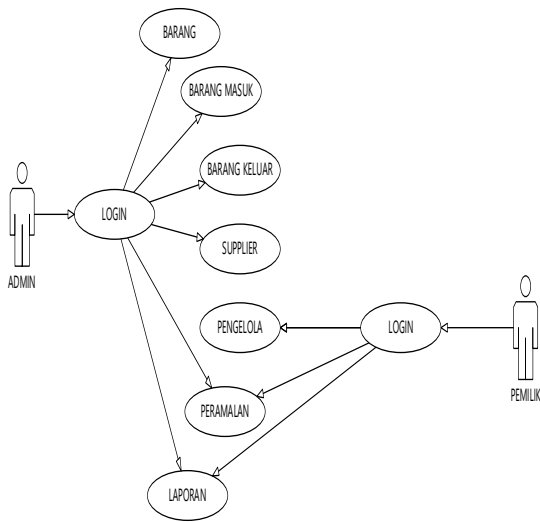 BARANG
BARANG MASUK
BARANG KELUAR
LOGIN
SUPPLIER
ADMIN
PENGELOLA
LOGIN
PEMILIK
PERAMALAN
LAPORAN